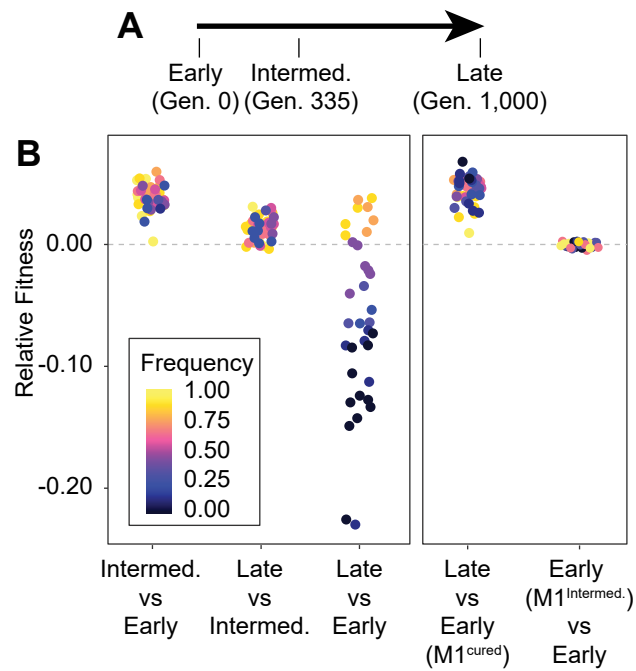 A
Early
(Gen. 0)
Intermed.
(Gen. 335)
Late
(Gen. 1,000)
B
Relative Fitness
0.00
-0.10
-0.20
Frequency
1.00
0.75
0.50
0.25
0.00
Intermed.
vs
Early
Late
vs
Intermed.
Late
vs
Early
Late
vs
Early
(M1cured)
Early
(M1Intermed.)
vs
Early